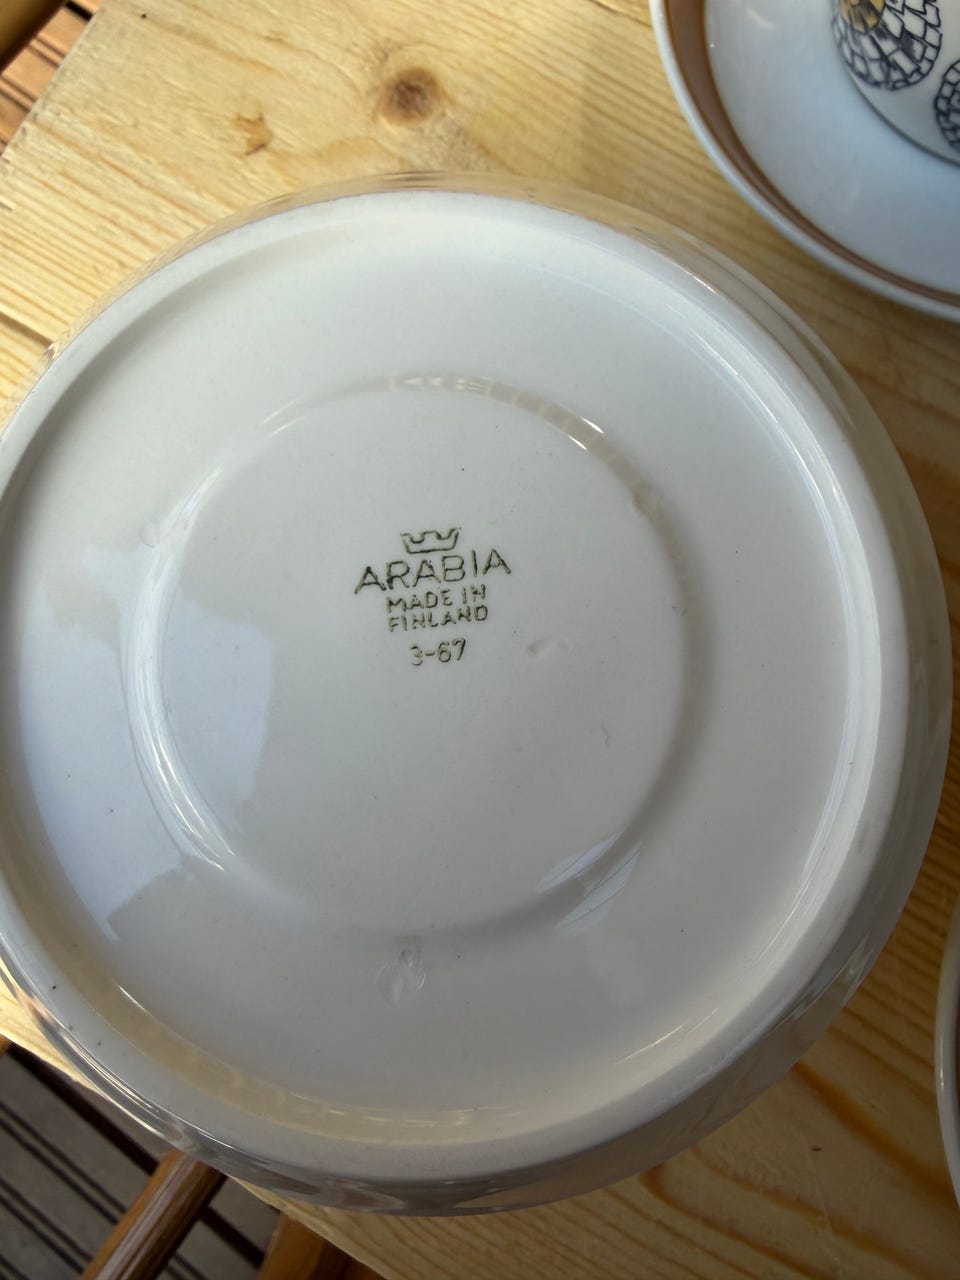 ARABIA
MADE IN
FINLAND
3-67